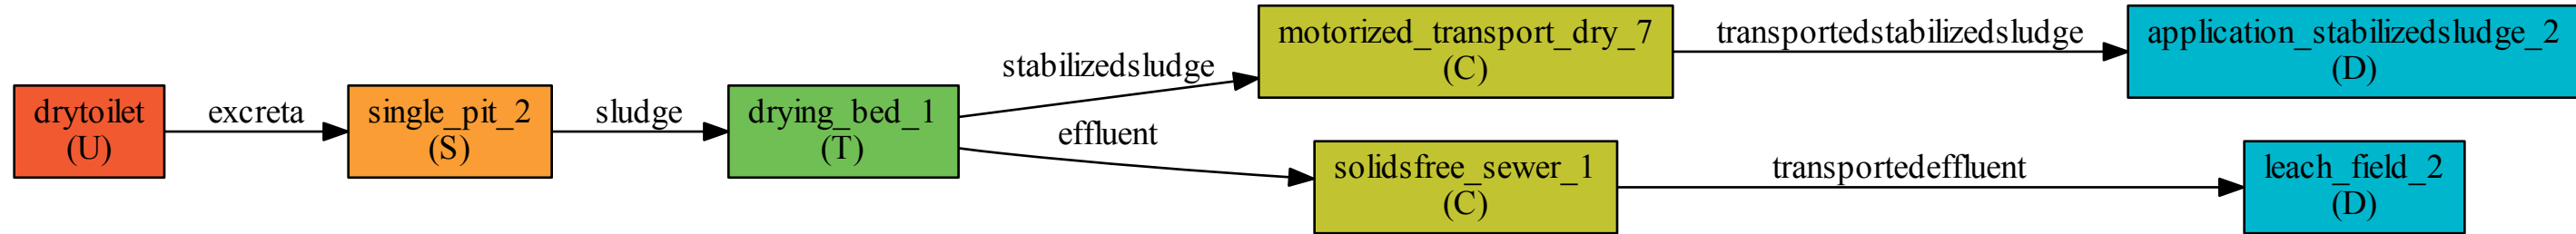 drytoilet
(U)
excreta
single_pit_2
(S)
sludge
drying_bed_1
(T)
stabilizedsludge
effluent
motorized_transport_dry_7
(C)
transportedstabilizedsludge
application_stabilizedsludge_2
(D)
solidsfree_sewer_1
(C)
transportedeffluent
leach_field_2
(D)